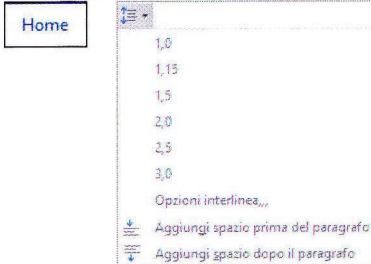 Home
1,0
1,15
1,5
2,0
2,5
3,0
Opzioni interlinea,,,
Aggiungi spazio prima del paragrafo
Aggiungi spazio dopo il paragrafo